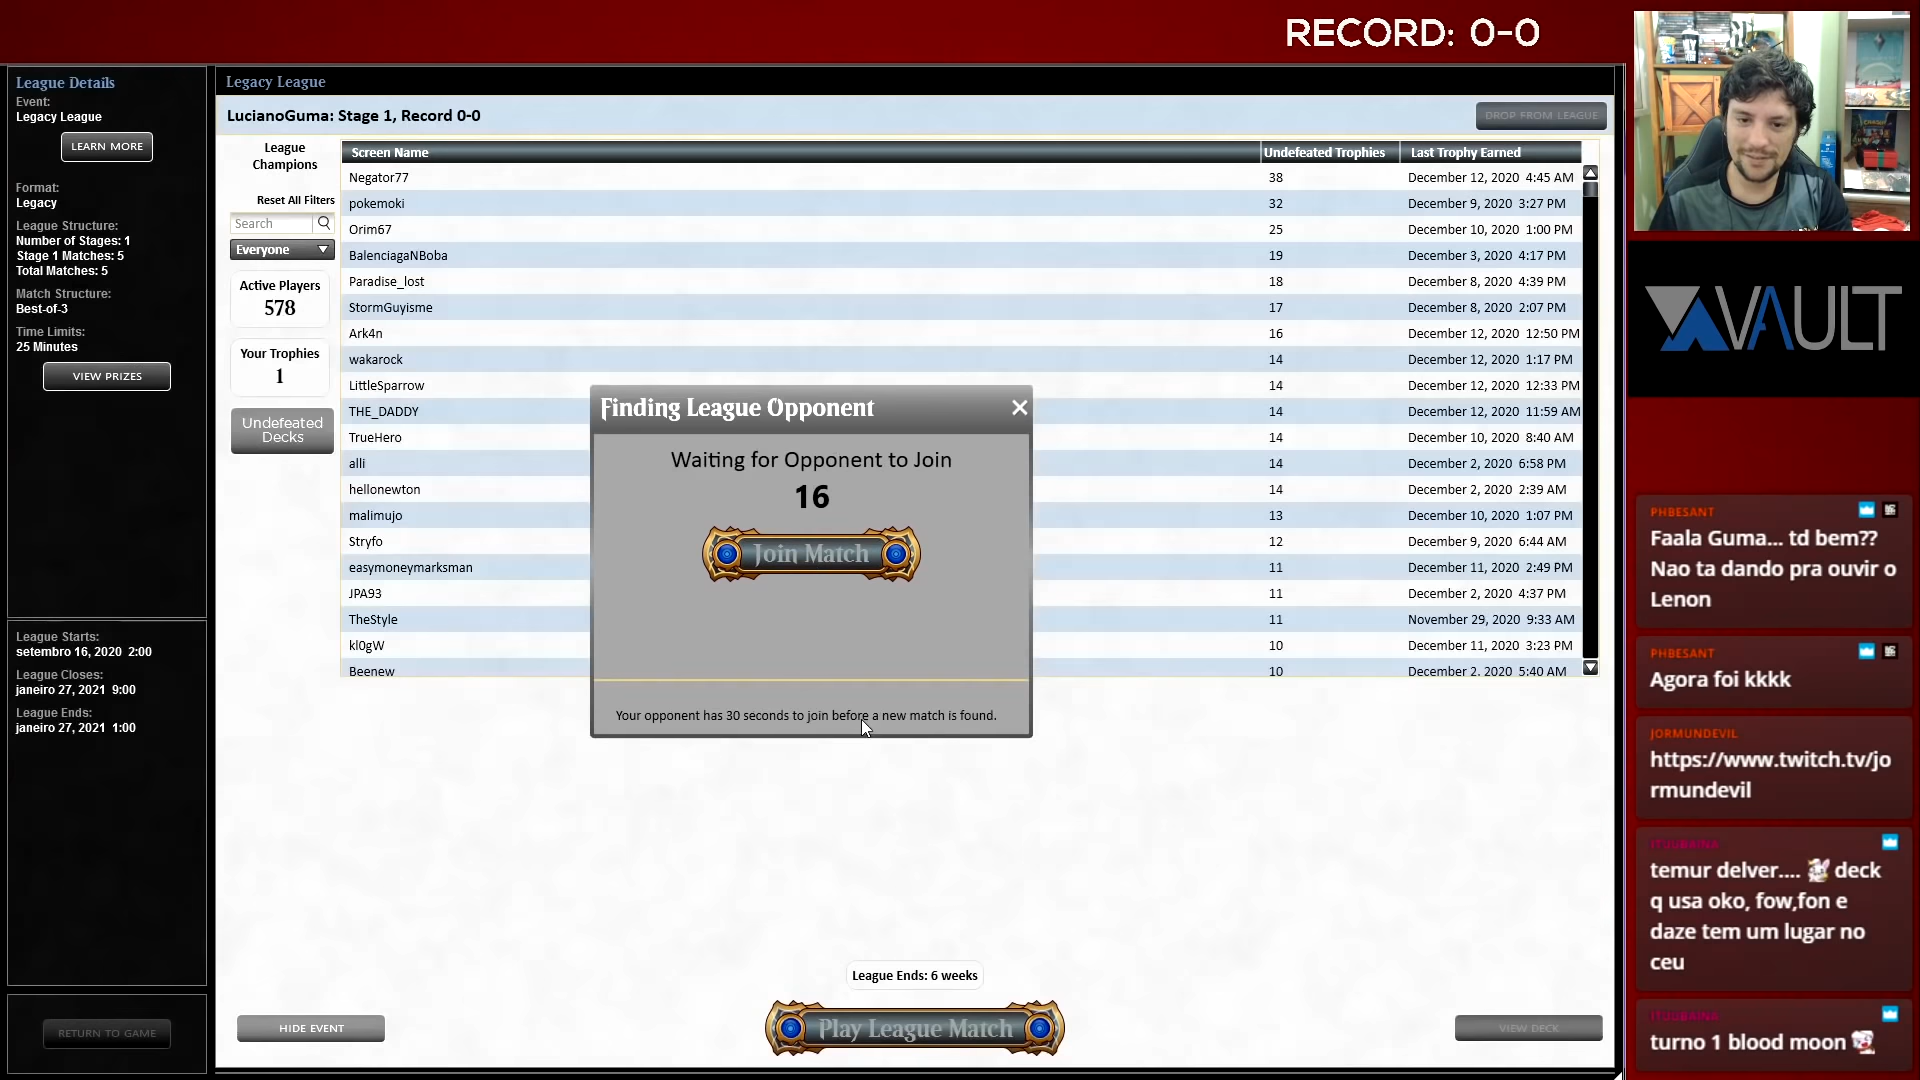 RECORD: 0-0
League Details
Event:
Legacy League
LEARN MORE
Format:
Legacy
League Structure:
Number of Stages: 1
Stage 1 Matches: 5
Total Matches: 5
Match Structure:
Best-of-3
Time Limits:
25 Minutes
VIEW PRIZES
League Starts:
setembro 16, 2020 2:00
League Closes:
janeiro 27, 2021 9:00
League Ends:
janeiro 27, 2021 1:00
RETURN TO GAME
Legacy League
LucianoGuma: Stage 1, Record 0-0
DROP FROM LEAGUE
League
Champions
Reset All Filters
Search
Everyone
Active Players
578
Your Trophies
1
Undefeated
Decks
Screen Name Undefeated Trophies Last Trophy Earned
Negator77 38 December 12, 2020 4:45 AM
pokemoki 32 December 9, 2020 3:27 PM
Orim67 25 December 10, 2020 1:00 PM
BalenciagaNBoba 19 December 3, 2020 4:17 PM
Paradise_lost 18 December 8, 2020 4:39 PM
StormGuyisme 17 December 8, 2020 2:07 PM
Ark4n 16 December 12, 2020 12:50 PM
wakarock 14 December 12, 2020 1:17 PM
LittleSparrow 14 December 12, 2020 12:33 PM
THE_DADDY 14 December 12, 2020 11:59 AM
TrueHero 14 December 10, 2020 8:40 AM
alli 14 December 2, 2020 6:58 PM
hellonewton 14 December 2, 2020 2:39 AM
malimujo 13 December 10, 2020 1:07 PM
Stryfo 12 December 9, 2020 6:44 AM
easymoneymarksman 11 December 11, 2020 2:49 PM
JPA93 11 December 2, 2020 4:37 PM
TheStyle 11 November 29, 2020 9:33 AM
kl0gW 10 December 11, 2020 3:23 PM
Beenew 10 December 2, 2020 5:40 AM
Finding League Opponent
Waiting for Opponent to Join
16
Join Match
Your opponent has 30 seconds to join before a new match is found.
League Ends: 6 weeks
HIDE EVENT
Play League Match
VIEW DECK
VAULT
PHBESANT
Faala Guma... td bem??
Nao ta dando pra ouvir o
Lenon
PHBESANT
Agora foi kkkk
JORMUNDEVIL
https://www.twitch.tv/jo
rmundevil
ITUUBAINA
temur delver.... deck
q usa oko, fow,fon e
daze tem um lugar no
ceu
ITUUBAINA
turno 1 blood moon